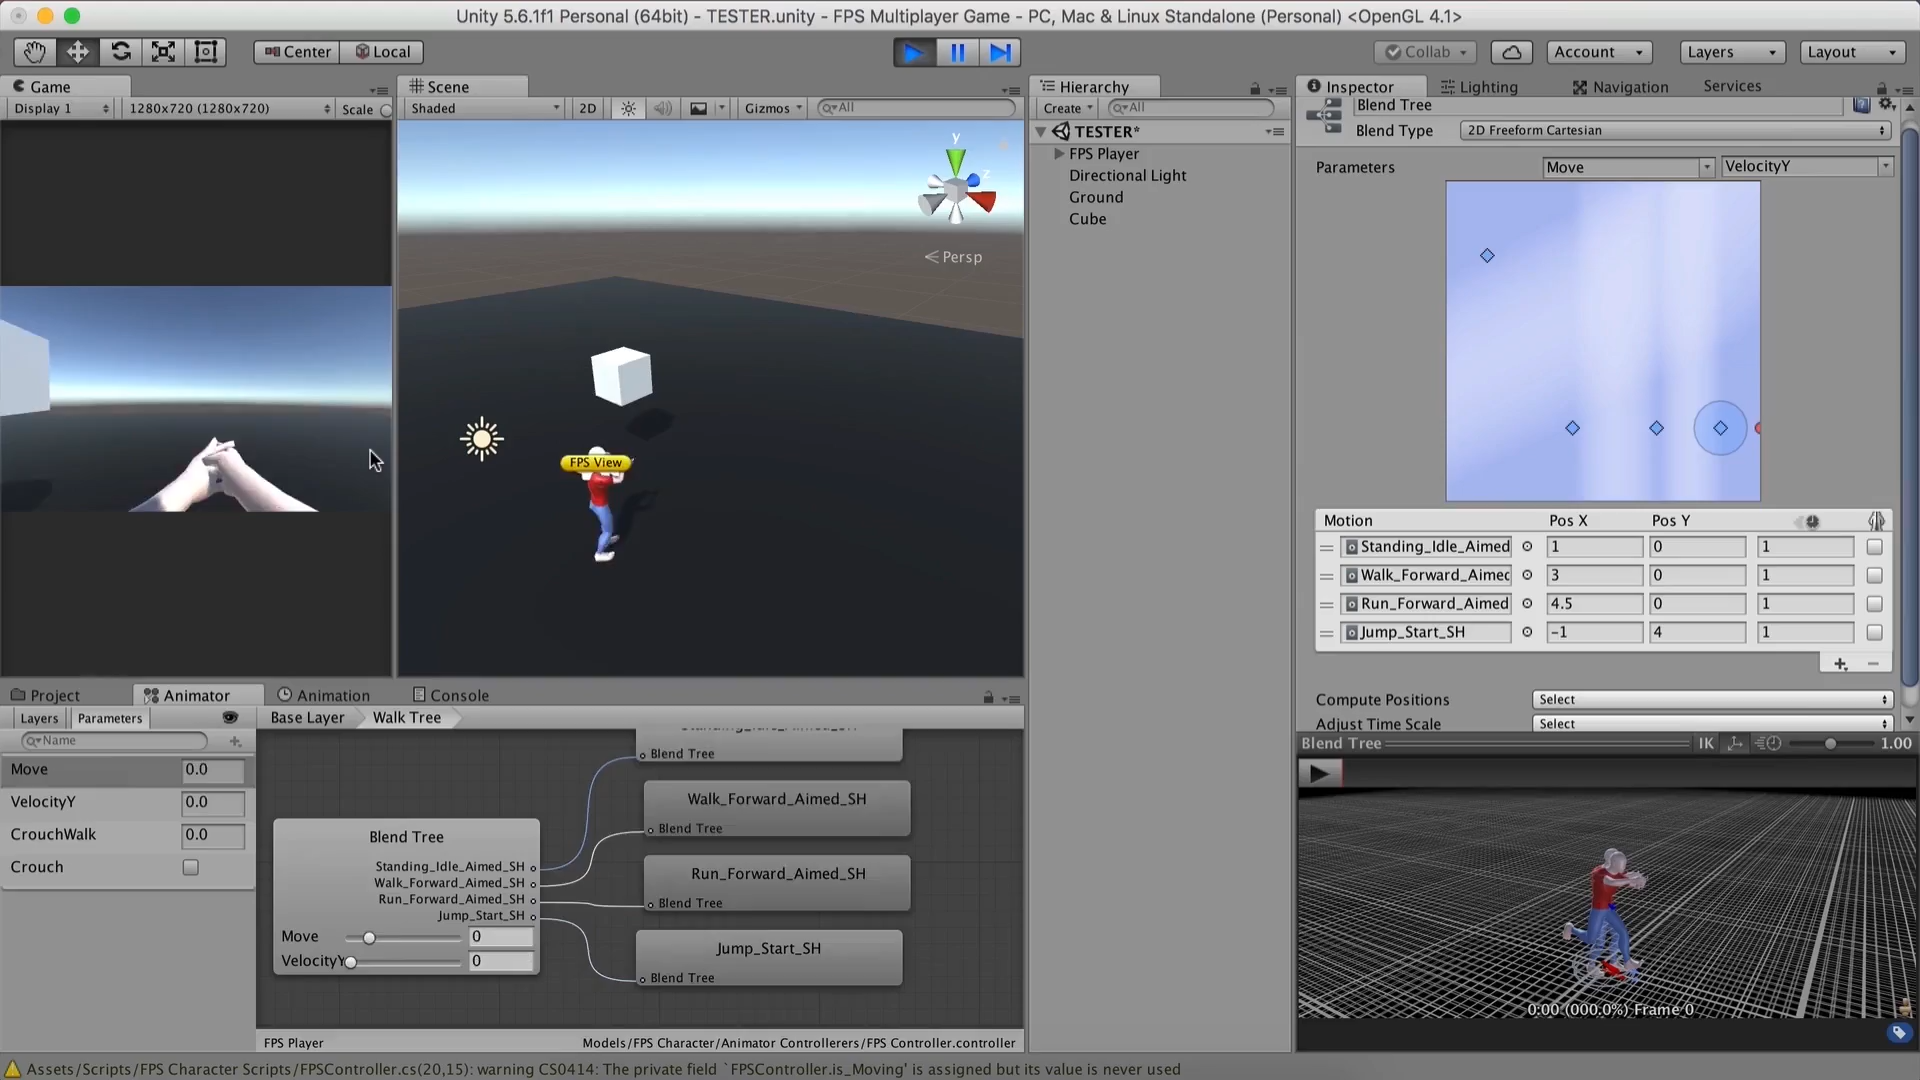 Unity 5.6.1f1 Personal (64bit) - TESTER.unity - FPS Multiplayer Game - PC, Mac & Linux Standalone (Personal) <OpenGL 4.1>
Center Local Collab Account Layers Layout
Game Scene Hierarchy Inspector Lighting Navigation Services
Display 1 1280x720 (1280x720) Scale Shaded 2D Gizmos All Create All
Blend Tree
Blend Type 2D Freeform Cartesian
TESTER*
FPS Player
Directional Light
Ground
Cube
Parameters Move VelocityY
y
z
Persp
FPS View
Motion Pos X Pos Y
Standing_Idle_Aimed 1 0 1
Walk_Forward_Aimed 3 0 1
Run_Forward_Aimed 4.5 0 1
Jump_Start_SH -1 4 1
Compute Positions Select
Adjust Time Scale Select
Project Animator Animation Console
Layers Parameters Base Layer Walk Tree
Name
Move 0.0
VelocityY 0.0
CrouchWalk 0.0
Crouch
Blend Tree
Standing_Idle_Aimed_SH
Walk_Forward_Aimed_SH
Run_Forward_Aimed_SH
Jump_Start_SH
Move 0
VelocityY 0
Blend Tree
Walk_Forward_Aimed_SH
Blend Tree
Run_Forward_Aimed_SH
Blend Tree
Jump_Start_SH
Blend Tree
FPS Player Models/FPS Character/Animator Controllerers/FPS Controller.controller
Blend Tree IK 1.00
0:00 (000.0%) Frame 0
Assets/Scripts/FPS Character Scripts/FPSController.cs(20,15): warning CS0414: The private field `FPSController.is_Moving' is assigned but its value is never used